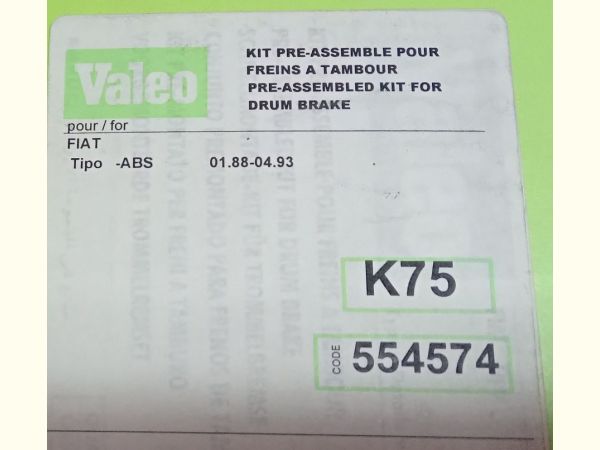 Valeo
KIT PRE-ASSEMBLE POUR
FREINS A TAMBOUR
PRE-ASSEMBLED KIT FOR
DRUM BRAKE
pour / for
FIAT
Tipo -ABS 01.88-04.93
K75
CODE 554574